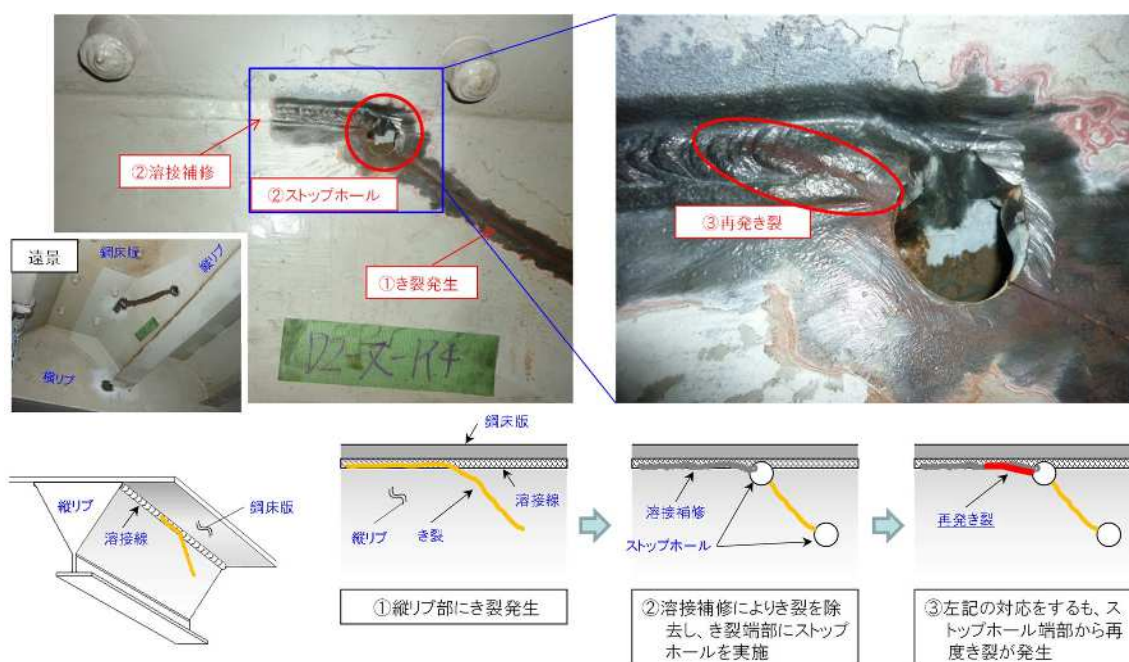 ②溶接補修
②ストップホール
①き裂発生
③再発き裂
遠景
鋼床版
縦リブ
横リブ
鋼床版
縦リブ
溶接線
鋼床版
溶接線
縦リブ
き裂
溶接補修
ストップホール
再発き裂
①縦リブ部にき裂発生
②溶接補修によりき裂を除
去し、き裂端部にストップ
ホールを実施
③左記の対応をするも、ス
トップホール端部から再
度き裂が発生